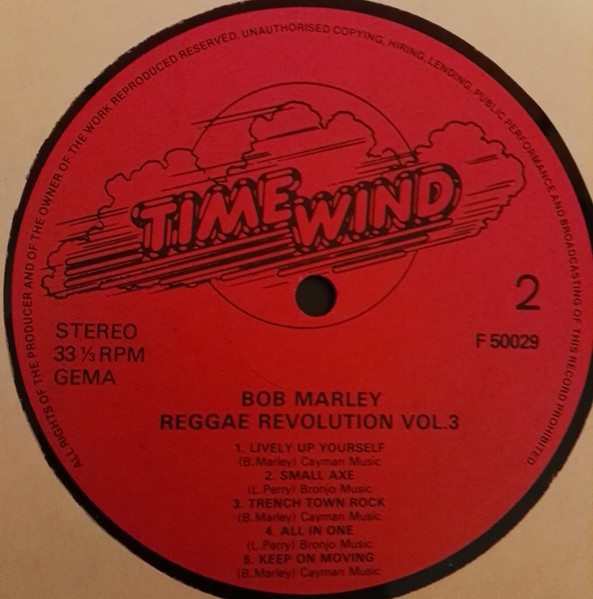 ALL RIGHTS OF THE PRODUCER AND OF THE OWNER OF THE WORK REPRODUCED RESERVED. UNAUTHORISED COPYING, HIRING, LENDING, PUBLIC PERFORMANCE AND BROADCASTING OF THIS RECORD PROHIBITED
TIME WIND
2
STEREO
33 ⅓ RPM
GEMA
F 50029
BOB MARLEY
REGGAE REVOLUTION VOL.3
1. LIVELY UP YOURSELF
(B.Marley) Cayman Music
2. SMALL AXE
(L.Perry) Bronjo Music
3. TRENCH TOWN ROCK
(B.Marley) Cayman Music
4. ALL IN ONE
(L.Perry) Bronjo Music
5. KEEP ON MOVING
(B.Marley) Cayman Music